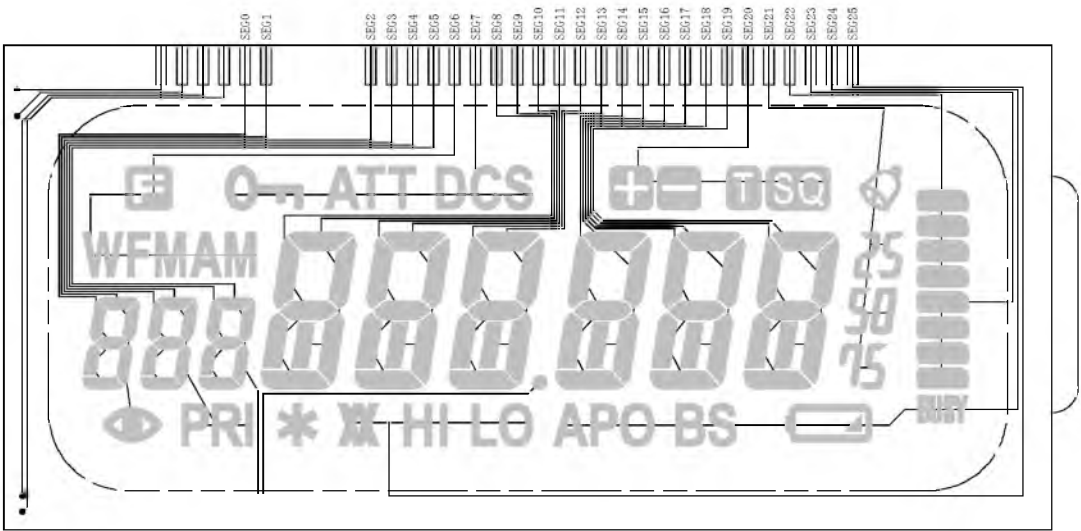 SEG0 SEG1 SEG2 SEG3 SEG4 SEG5 SEG6 SEG7 SEG8 SEG9 SEG10 SEG11 SEG12 SEG13 SEG14 SEG15 SEG16 SEG17 SEG18 SEG19 SEG20 SEG21 SEG22 SEG23 SEG24 SEG25
F ATT DCS + - T SQ
WFMAM 888 888 25
888 50
. 75
PRI * HI LO APO BS BUSY